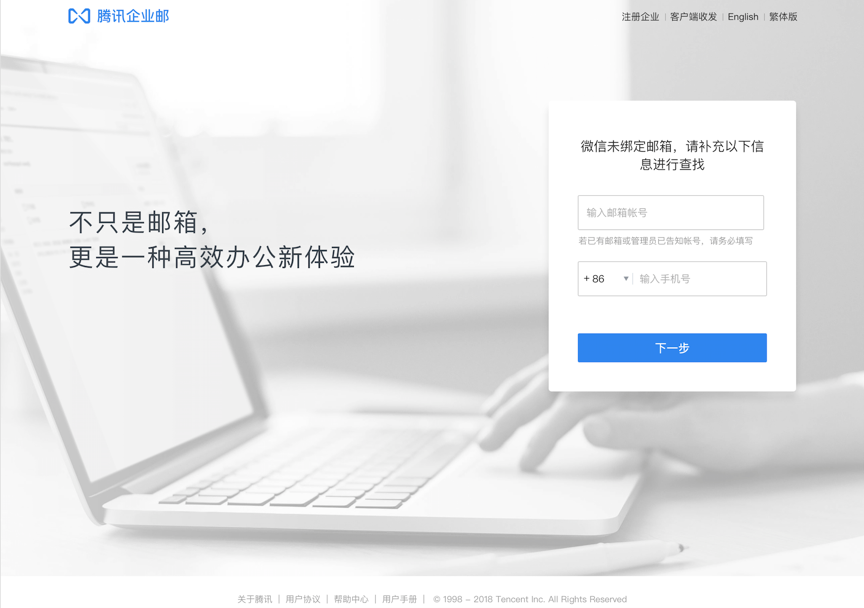 腾讯企业邮
注册企业 | 客户端收发 | English | 繁体版
微信未绑定邮箱，请补充以下信
息进行查找
输入邮箱帐号
若已有邮箱或管理员已告知帐号，请务必填写
不只是邮箱，
更是一种高效办公新体验
+ 86 ▼ 输入手机号
下一步
关于腾讯 | 用户协议 | 帮助中心 | 用户手册 | © 1998 - 2018 Tencent Inc. All Rights Reserved